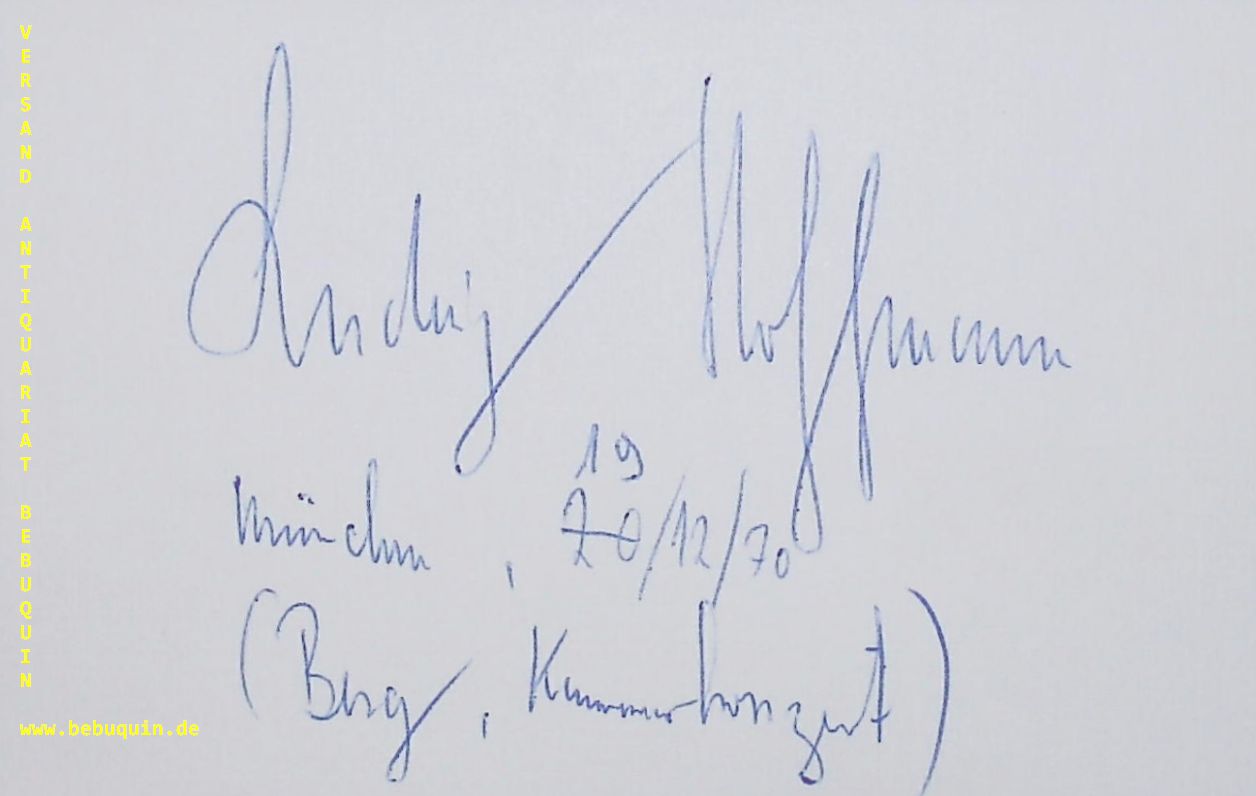 VERSAND ANTIQUARIAT BEBUQUIN
Ludwig Hoffmann
19
München, 20/12/70
(Berg, Kammerkonzert)
www.bebuquin.de